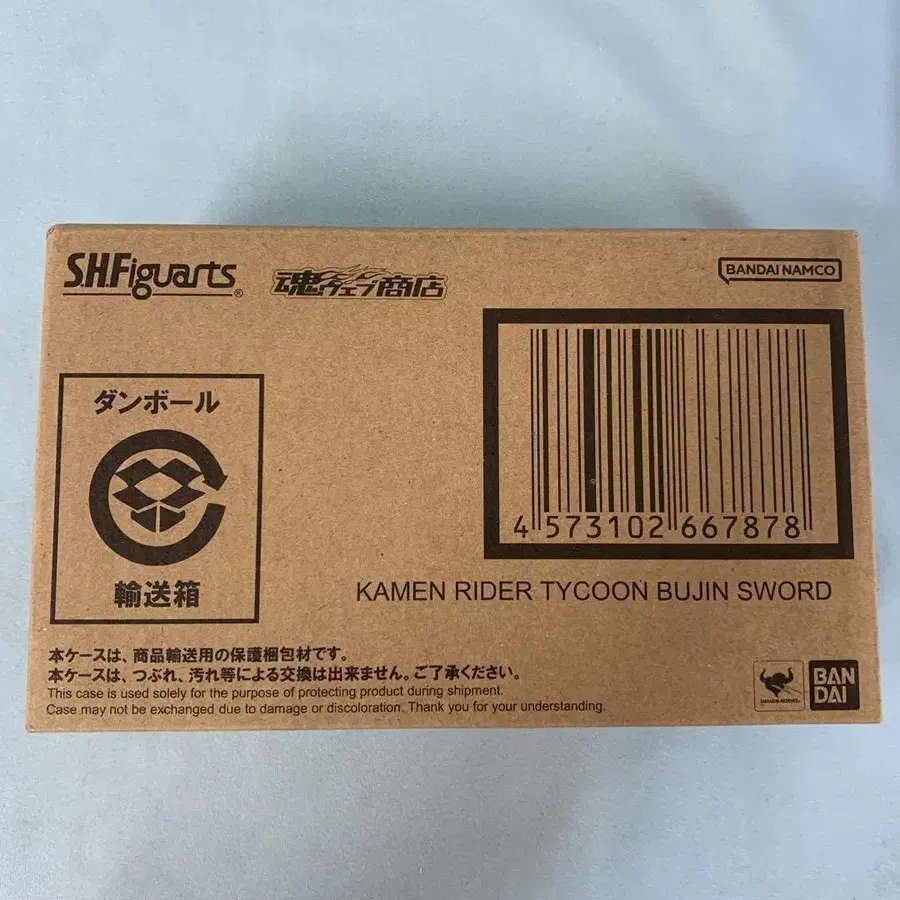 S.H.Figuarts®
魂ウェブ商店
BANDAI NAMCO
ダンボール
輸送箱
4 573102 667878
KAMEN RIDER TYCOON BUJIN SWORD
本ケースは、商品輸送用の保護梱包材です。
本ケースは、つぶれ、汚れ等による交換は出来ません。ご了承ください。
This case is used solely for the purpose of protecting product during shipment.
Case may not be exchanged due to damage or discoloration. Thank you for your understanding.
BAN
DAI